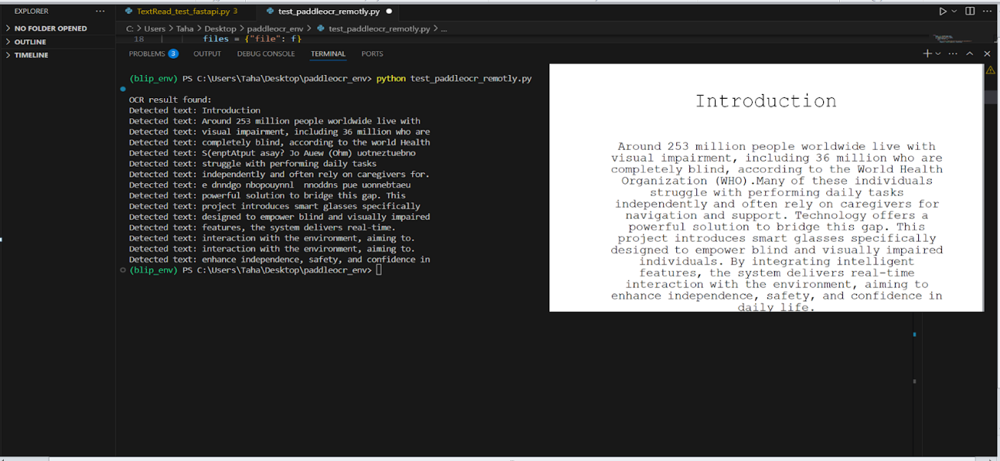 EXPLORER
NO FOLDER OPENED
OUTLINE
TIMELINE
TextRead_test_fastapi.py 3
test_paddleocr_remotly.py
C: > Users > Taha > Desktop > paddleocr_env > test_paddleocr_remotly.py > ...
18 files = {"file": f}
PROBLEMS 3 OUTPUT DEBUG CONSOLE TERMINAL PORTS
(blip_env) PS C:\Users\Taha\Desktop\paddleocr_env> python test_paddleocr_remotly.py
OCR result found:
Detected text: Introduction
Detected text: Around 253 million people worldwide live with
Detected text: visual impairment, including 36 million who are
Detected text: completely blind, according to the world Health
Detected text: S(enptAtput asay? Jo Auew (Ohm) uotneztuebno
Detected text: struggle with performing daily tasks
Detected text: independently and often rely on caregivers for.
Detected text: e dnndgo nbopouynnl  nnoddns pue uonnebtaeu
Detected text: powerful solution to bridge this gap. This
Detected text: project introduces smart glasses specifically
Detected text: designed to empower blind and visually impaired
Detected text: features, the system delivers real-time.
Detected text: interaction with the environment, aiming to.
Detected text: interaction with the environment, aiming to.
Detected text: enhance independence, safety, and confidence in
(blip_env) PS C:\Users\Taha\Desktop\paddleocr_env>
Introduction
Around 253 million people worldwide live with
visual impairment, including 36 million who are
completely blind, according to the World Health
Organization (WHO).Many of these individuals
struggle with performing daily tasks
independently and often rely on caregivers for
navigation and support. Technology offers a
powerful solution to bridge this gap. This
project introduces smart glasses specifically
designed to empower blind and visually impaired
individuals. By integrating intelligent
features, the system delivers real-time
interaction with the environment, aiming to
enhance independence, safety, and confidence in
daily life.